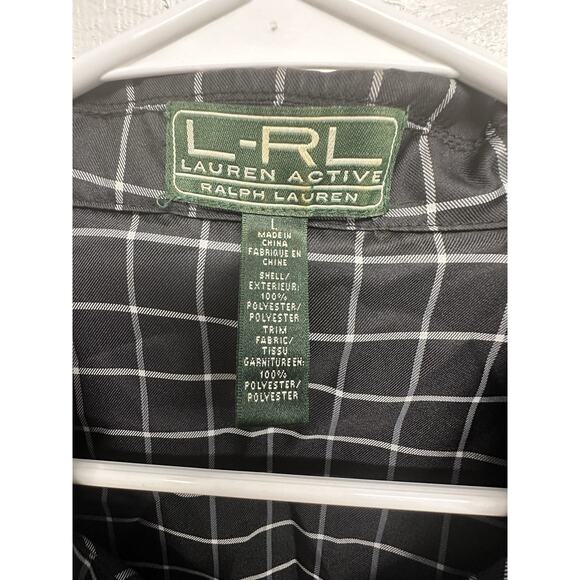 L-RL
LAUREN ACTIVE
RALPH LAUREN
L
MADE IN
CHINA
FABRIQUE EN
CHINE
SHELL/
EXTERIEUR:
100%
POLYESTER/
POLYESTER
TRIM
FABRIC/
TISSU
GARNITUREEN:
100%
POLYESTER/
POLYESTER